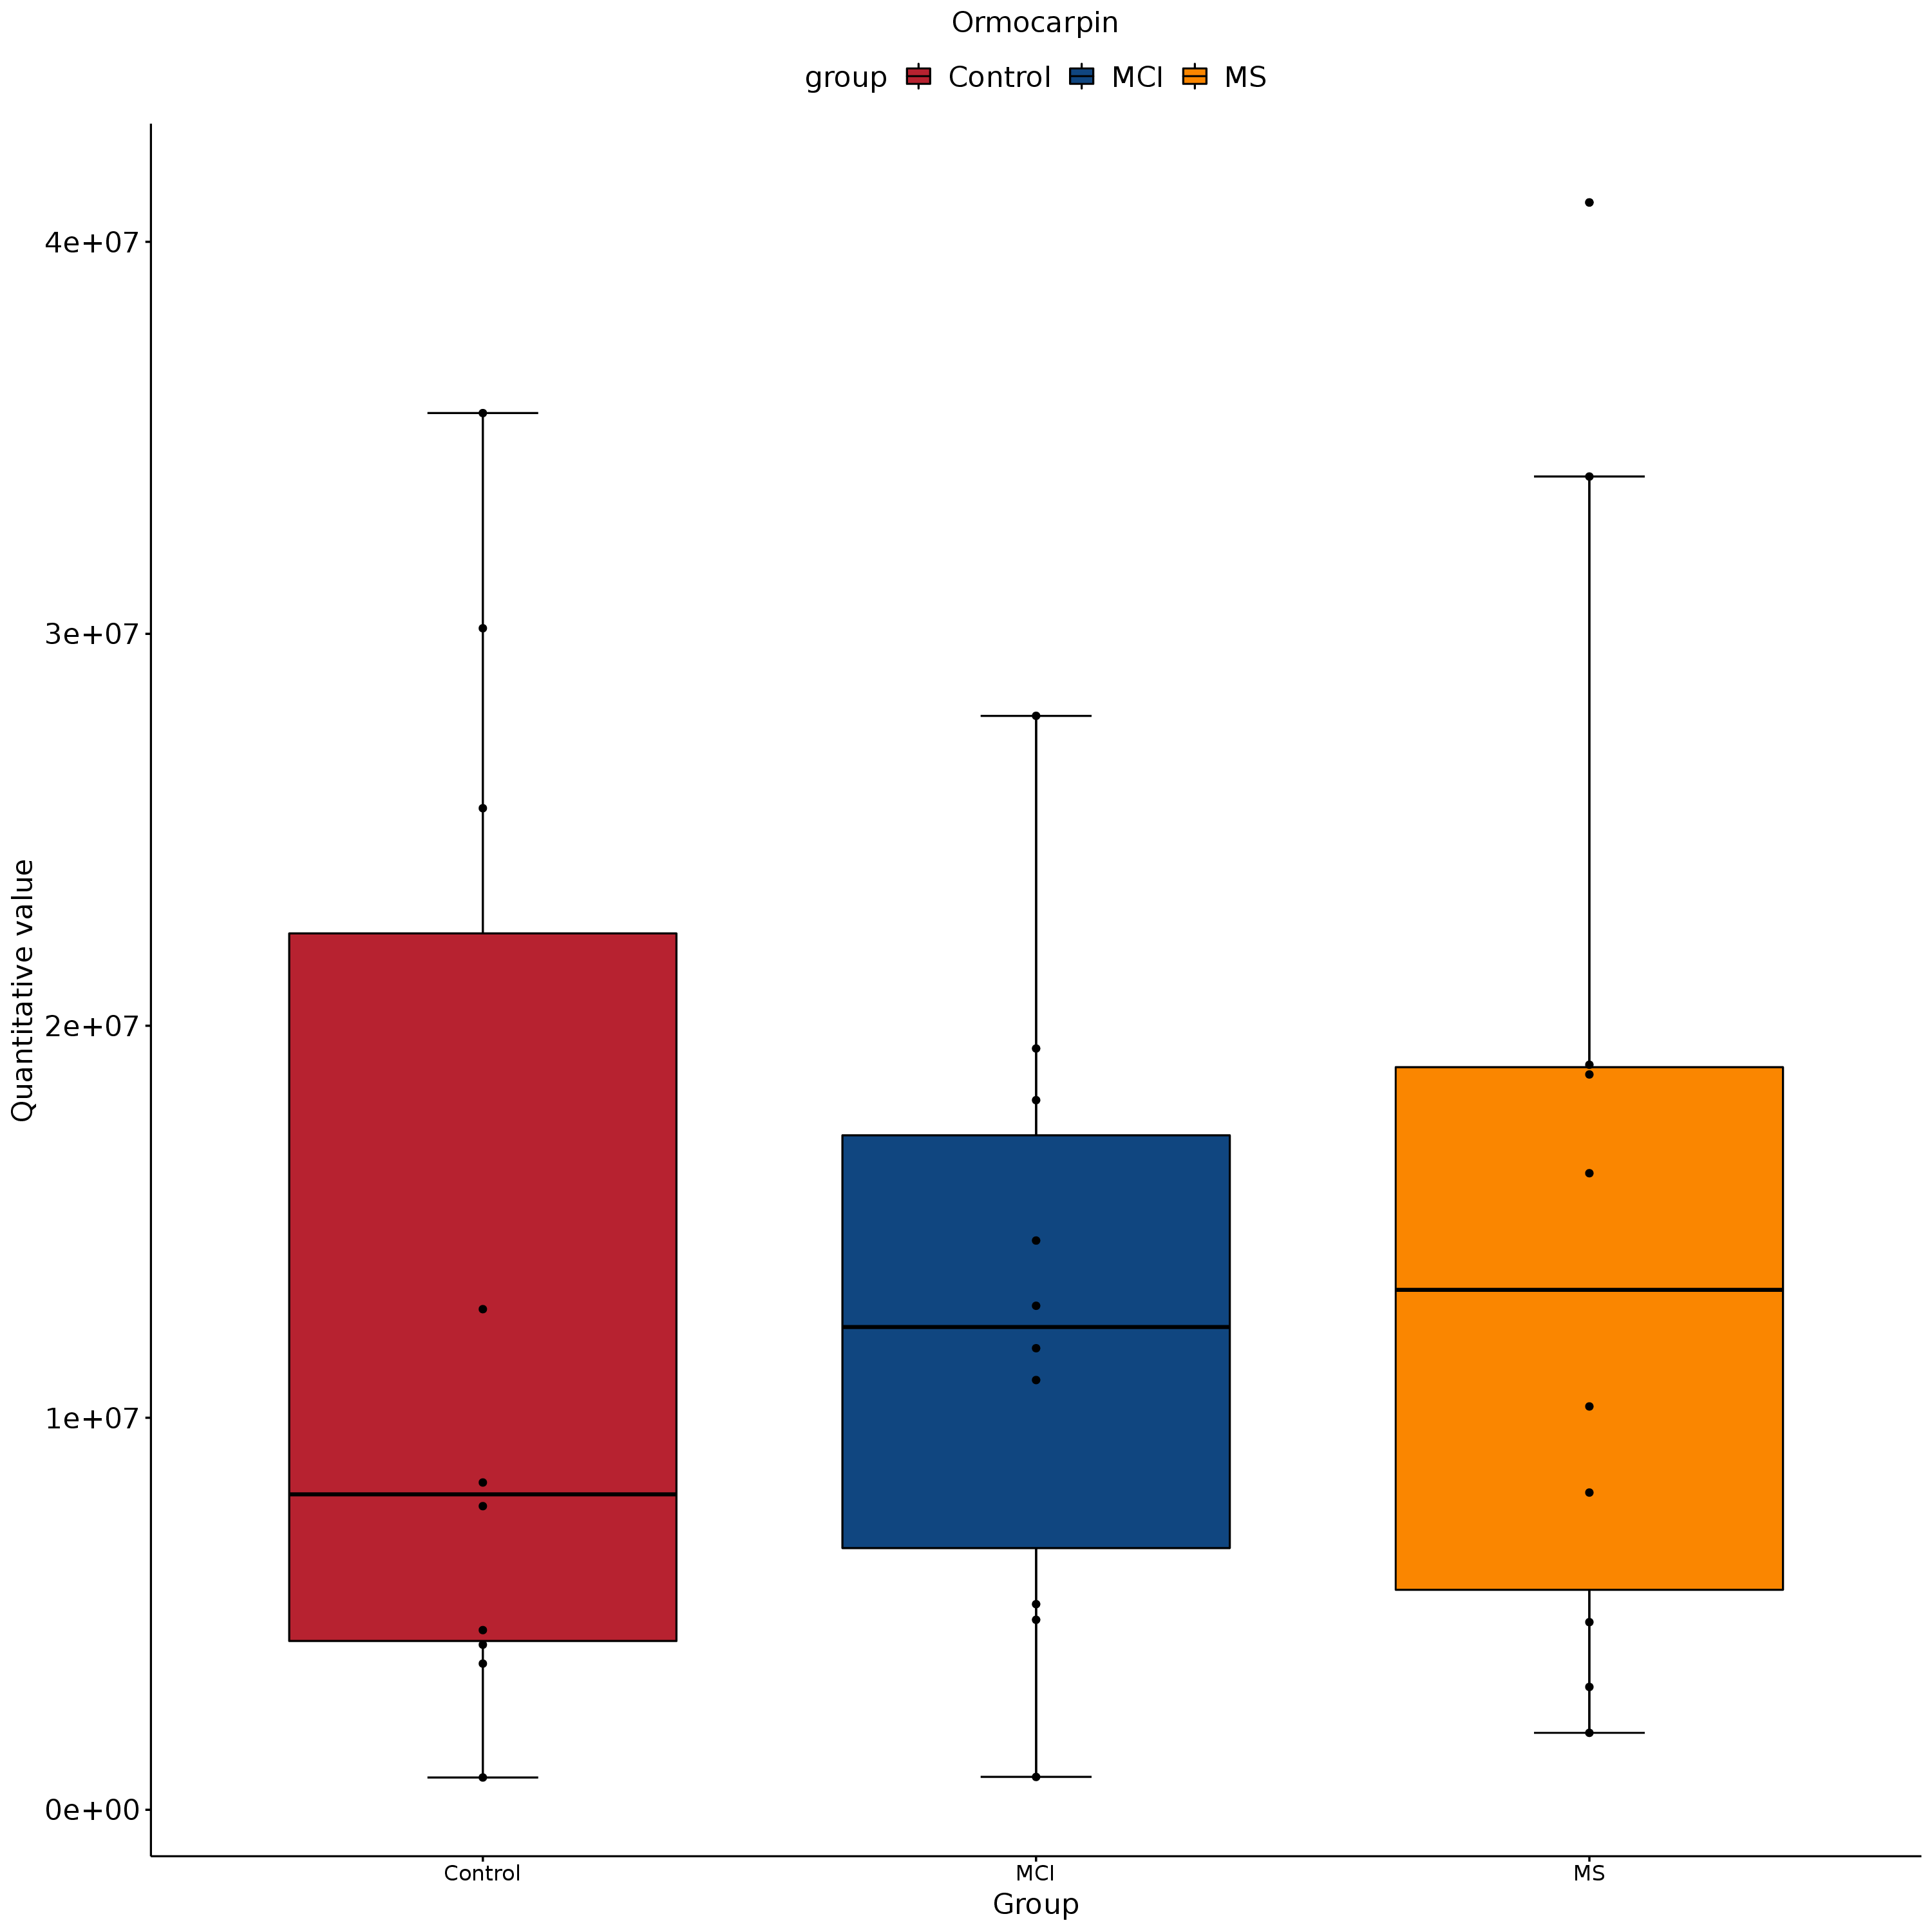 Ormocarpin
group Control MCI MS
Quantitative value
4e+07
3e+07
2e+07
1e+07
0e+00
Control MCI MS
Group